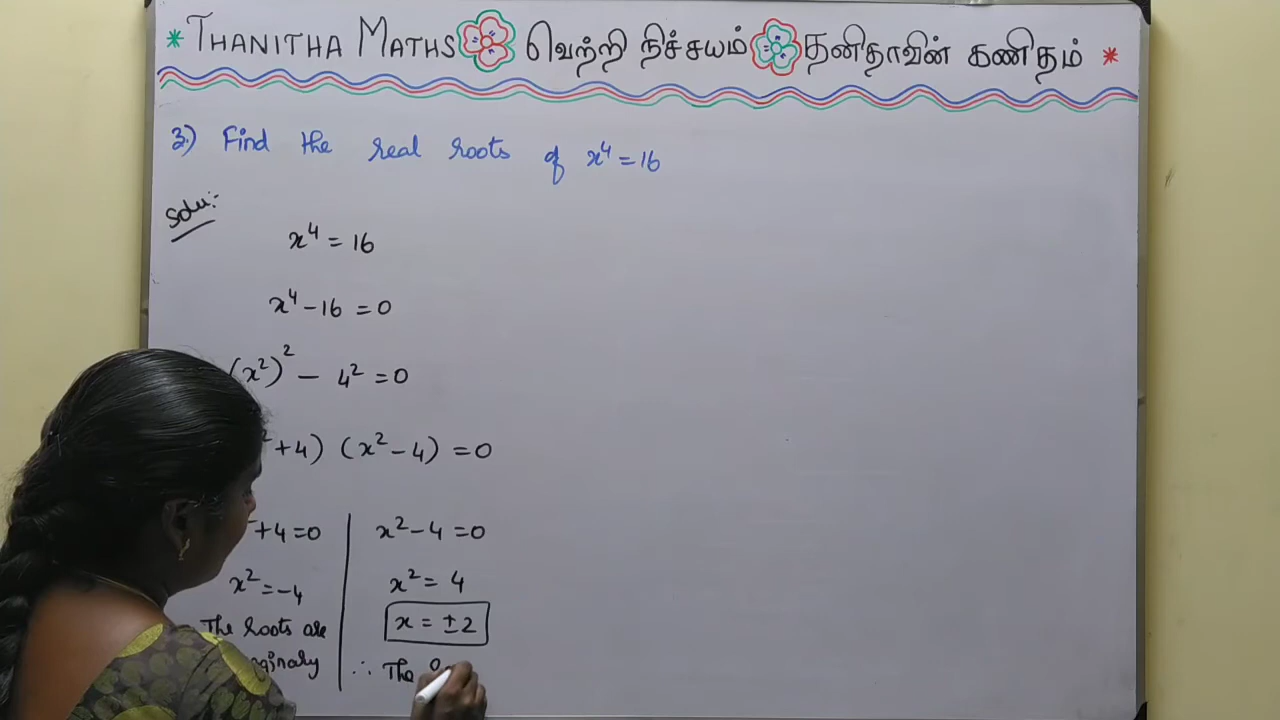 * THANITHA MATHS வெற்றி நிச்சயம் தனிதாவின் கணிதம் *
3.) Find the real roots of x⁴ = 16
Solu:-
x⁴ = 16
x⁴ - 16 = 0
(x²)² - 4² = 0
+4) (x² - 4) = 0
+4 = 0
x² = -4
The roots are
x² - 4 = 0
x² = 4
x = ±2
∴ The